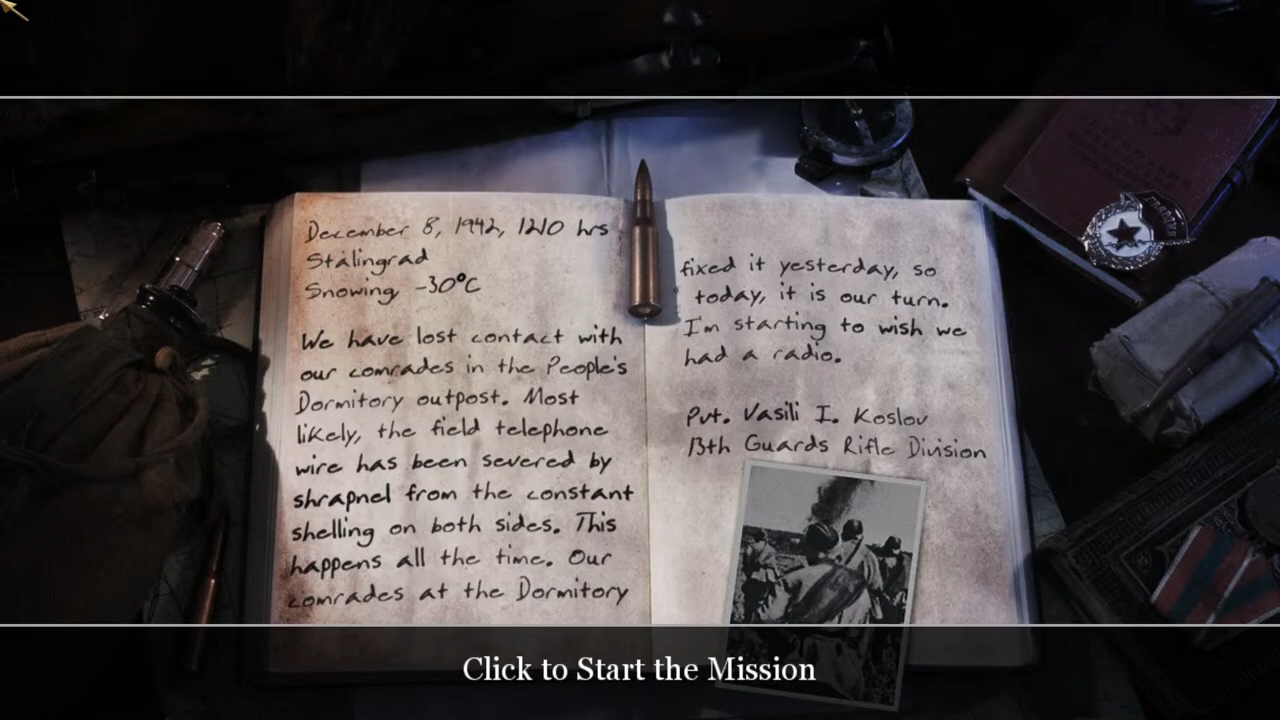 December 8, 1942, 1210 hrs
Stalingrad
Snowing -30°C
We have lost contact with
our comrades in the People's
Dormitory outpost. Most
likely, the field telephone
wire has been severed by
shrapnel from the constant
shelling on both sides. This
happens all the time. Our
comrades at the Dormitory
fixed it yesterday, so
today, it is our turn.
I'm starting to wish we
had a radio.
Pvt. Vasili I. Koslov
13th Guards Rifle Division
Click to Start the Mission